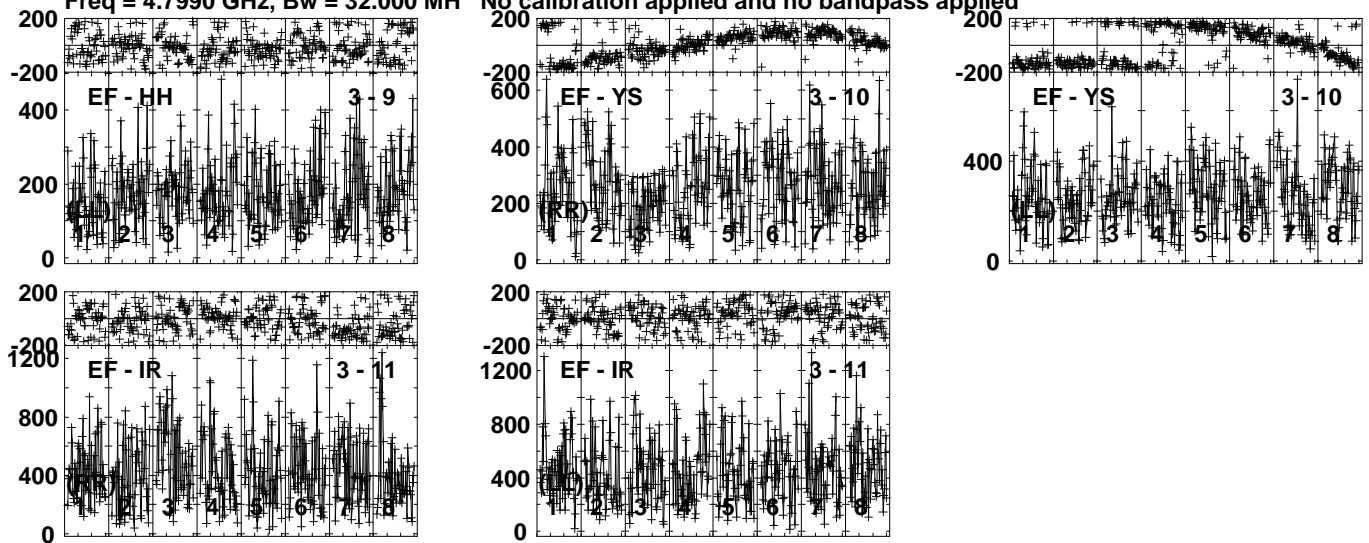 Freq = 4.7990 GHz, Bw = 32.000 MH No calibration applied and no bandpass applied
200 200 200
-200 -200 -200
EF - HH 3 - 9 EF - YS 3 - 10 EF - YS 3 - 10
400 600 400
200 400 0
0 200
0
(LL) (RR) (LL)
1 2 3 4 5 6 7 8 1 2 3 4 5 6 7 8 1 2 3 4 5 6 7 8
200 200
-200 -200
1200 1200
EF - IR 3 - 11 EF - IR 3 - 11
800 800
400 400
(RR) (LL)
1 2 3 4 5 6 7 8 1 2 3 4 5 6 7 8
0 0